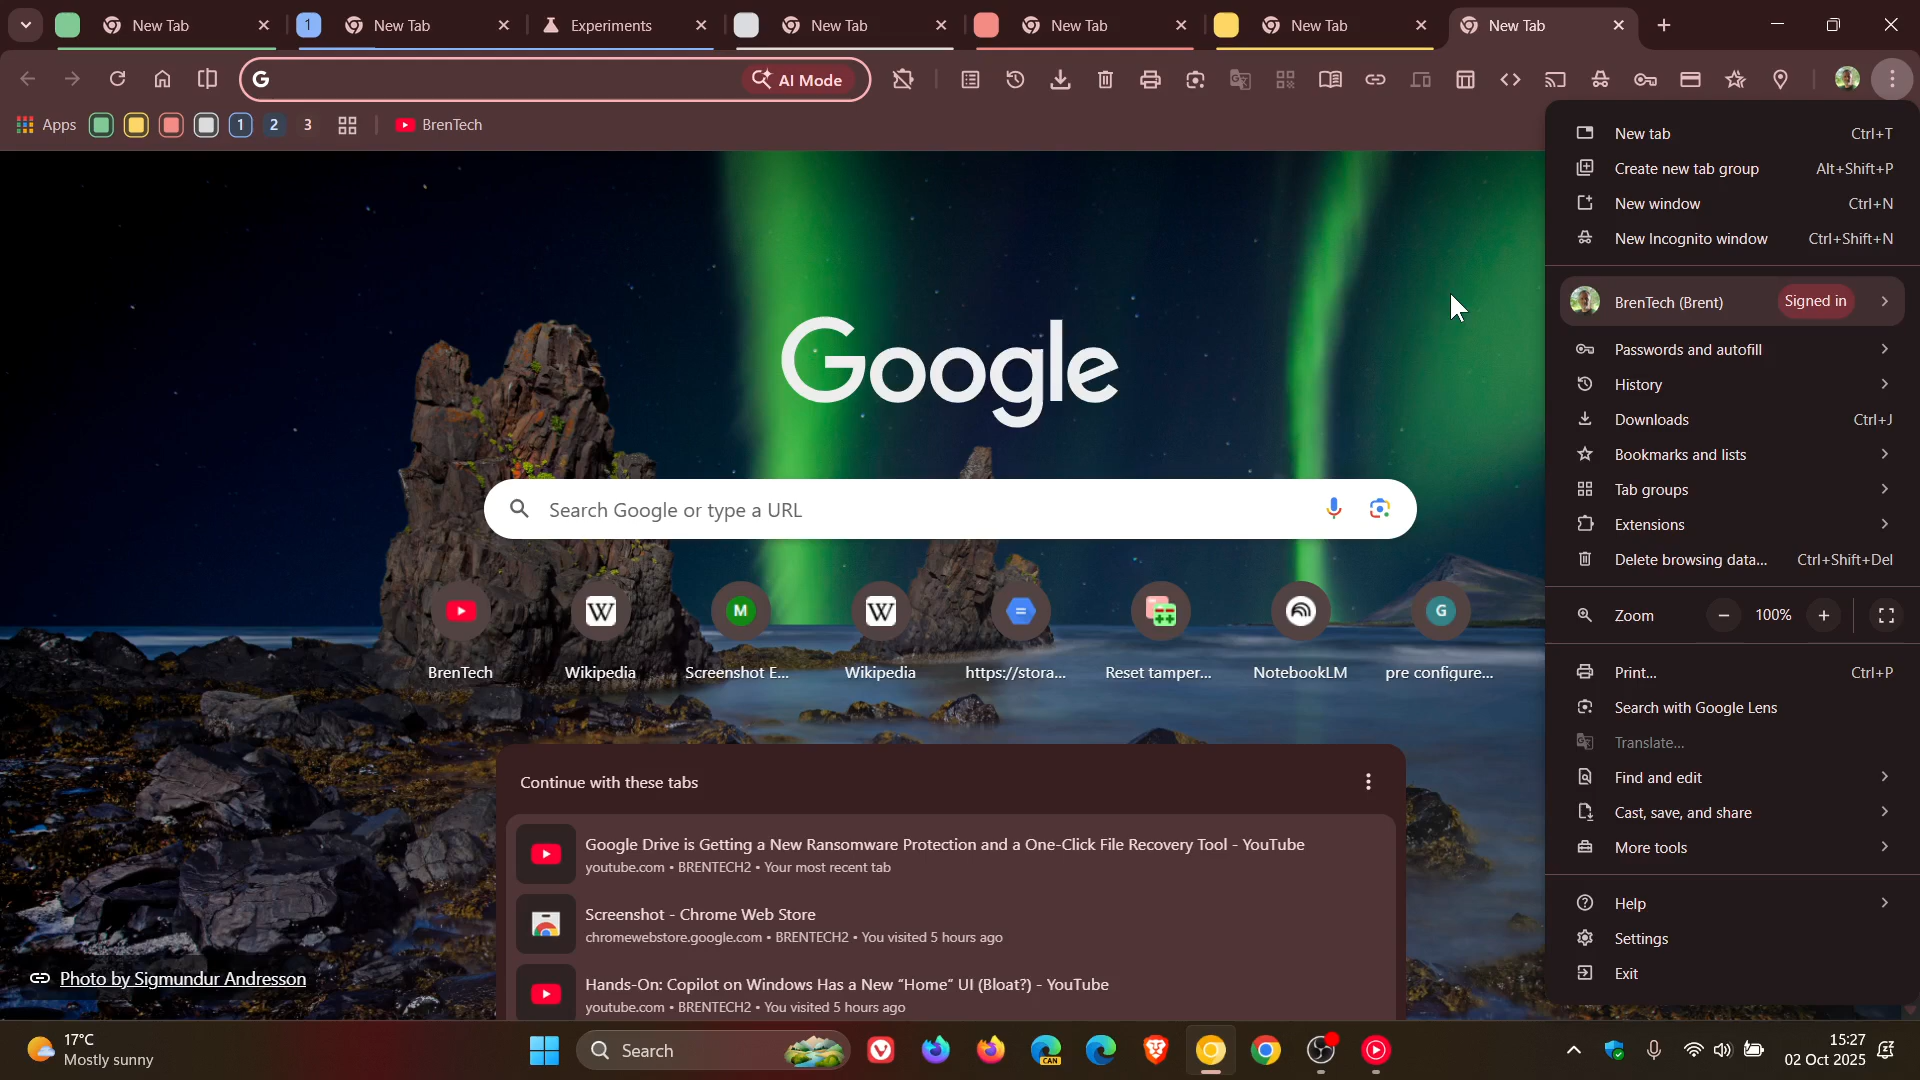 New Tab
1
New Tab
Experiments
New Tab
New Tab
New Tab
New Tab
G
AI Mode
Apps
1
2
3
BrenTech
New tab Ctrl+T
Create new tab group Alt+Shift+P
New window Ctrl+N
New Incognito window Ctrl+Shift+N
BrenTech (Brent) Signed in
Passwords and autofill
History
Downloads Ctrl+J
Bookmarks and lists
Tab groups
Extensions
Delete browsing data... Ctrl+Shift+Del
Zoom − 100% +
Print... Ctrl+P
Search with Google Lens
Translate...
Find and edit
Cast, save, and share
More tools
Help
Settings
Exit
Google
Search Google or type a URL
W
M
W
G
BrenTech
Wikipedia
Screenshot E...
Wikipedia
https://stora...
Reset tamper...
NotebookLM
pre configure...
Continue with these tabs
Google Drive is Getting a New Ransomware Protection and a One-Click File Recovery Tool - YouTube
youtube.com • BRENTECH2 • Your most recent tab
Screenshot - Chrome Web Store
chromewebstore.google.com • BRENTECH2 • You visited 5 hours ago
Hands-On: Copilot on Windows Has a New "Home" UI (Bloat?) - YouTube
youtube.com • BRENTECH2 • You visited 5 hours ago
Photo by Sigmundur Andresson
17°C
Mostly sunny
Search
CAN
15:27
02 Oct 2025